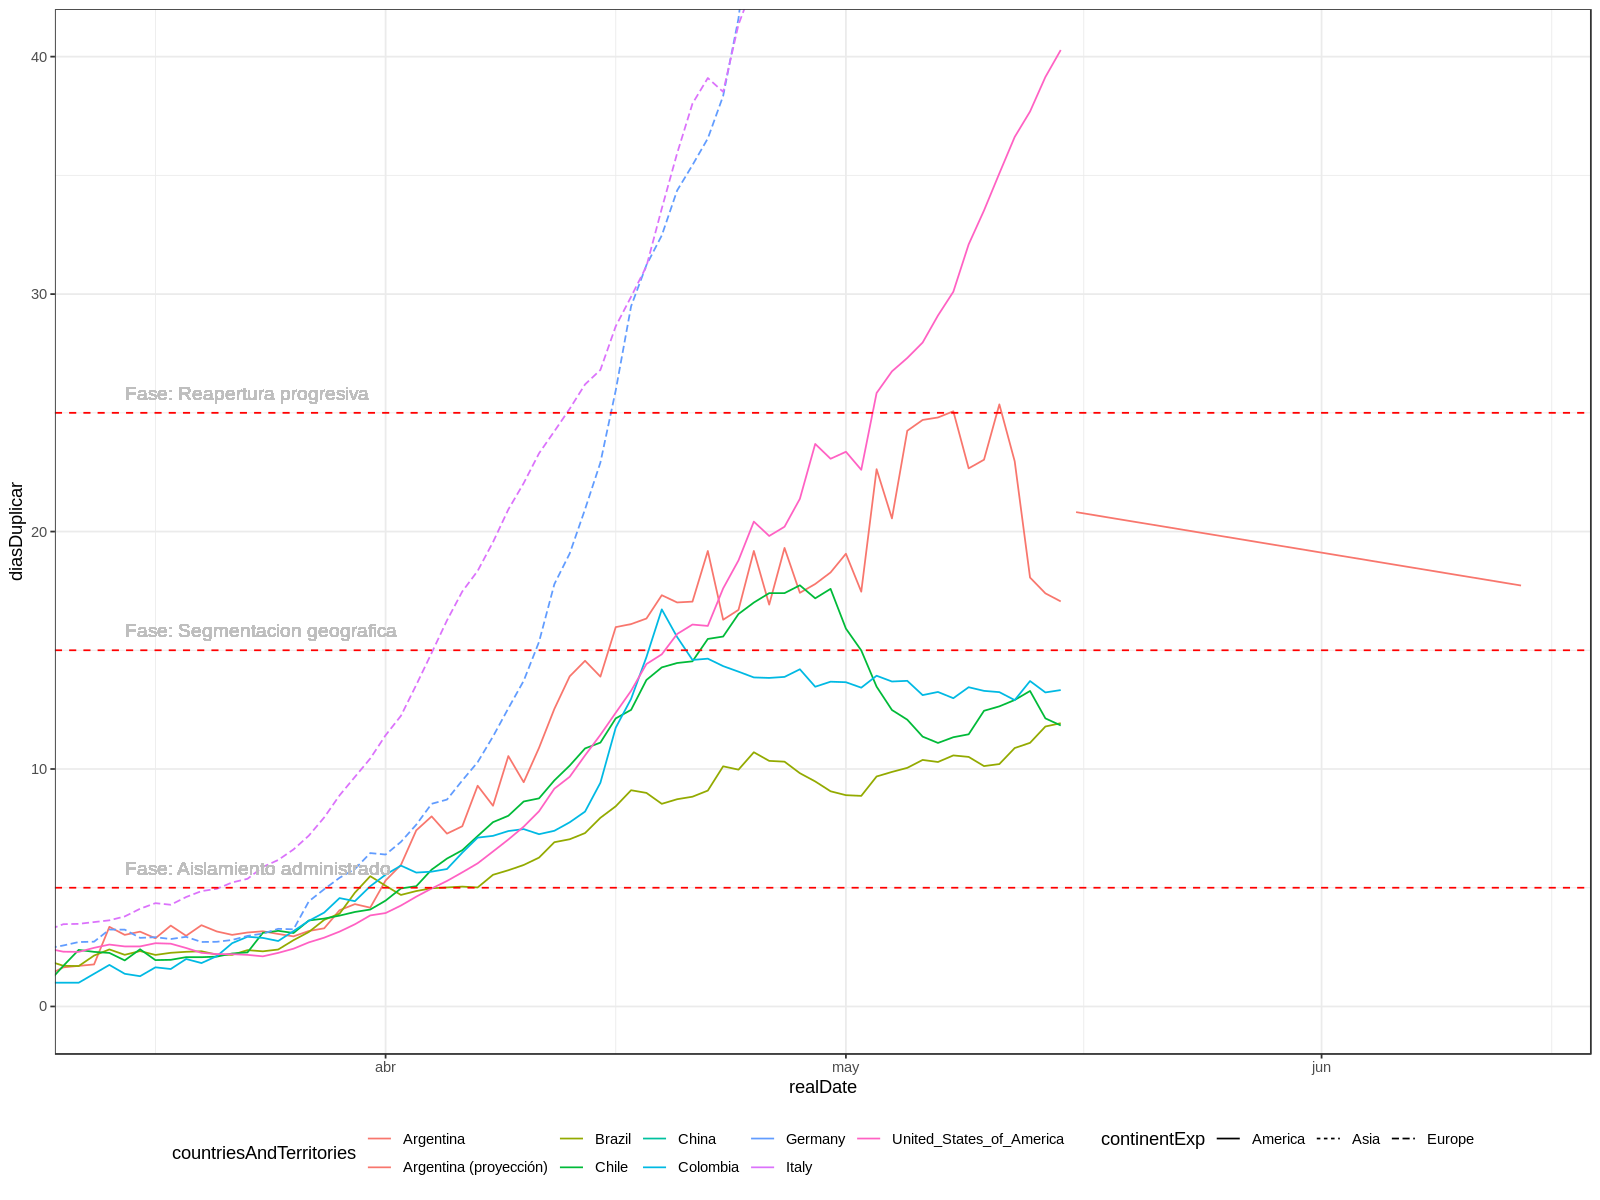 40
30
20
10
0
diasDuplicar
Fase: Reapertura progresiva
Fase: Segmentacion geografica
Fase: Aislamiento administrado
abr
may
jun
realDate
countriesAndTerritories
Argentina
Argentina (proyección)
Brazil
Chile
China
Colombia
Germany
Italy
United_States_of_America
continentExp
America
Asia
Europe